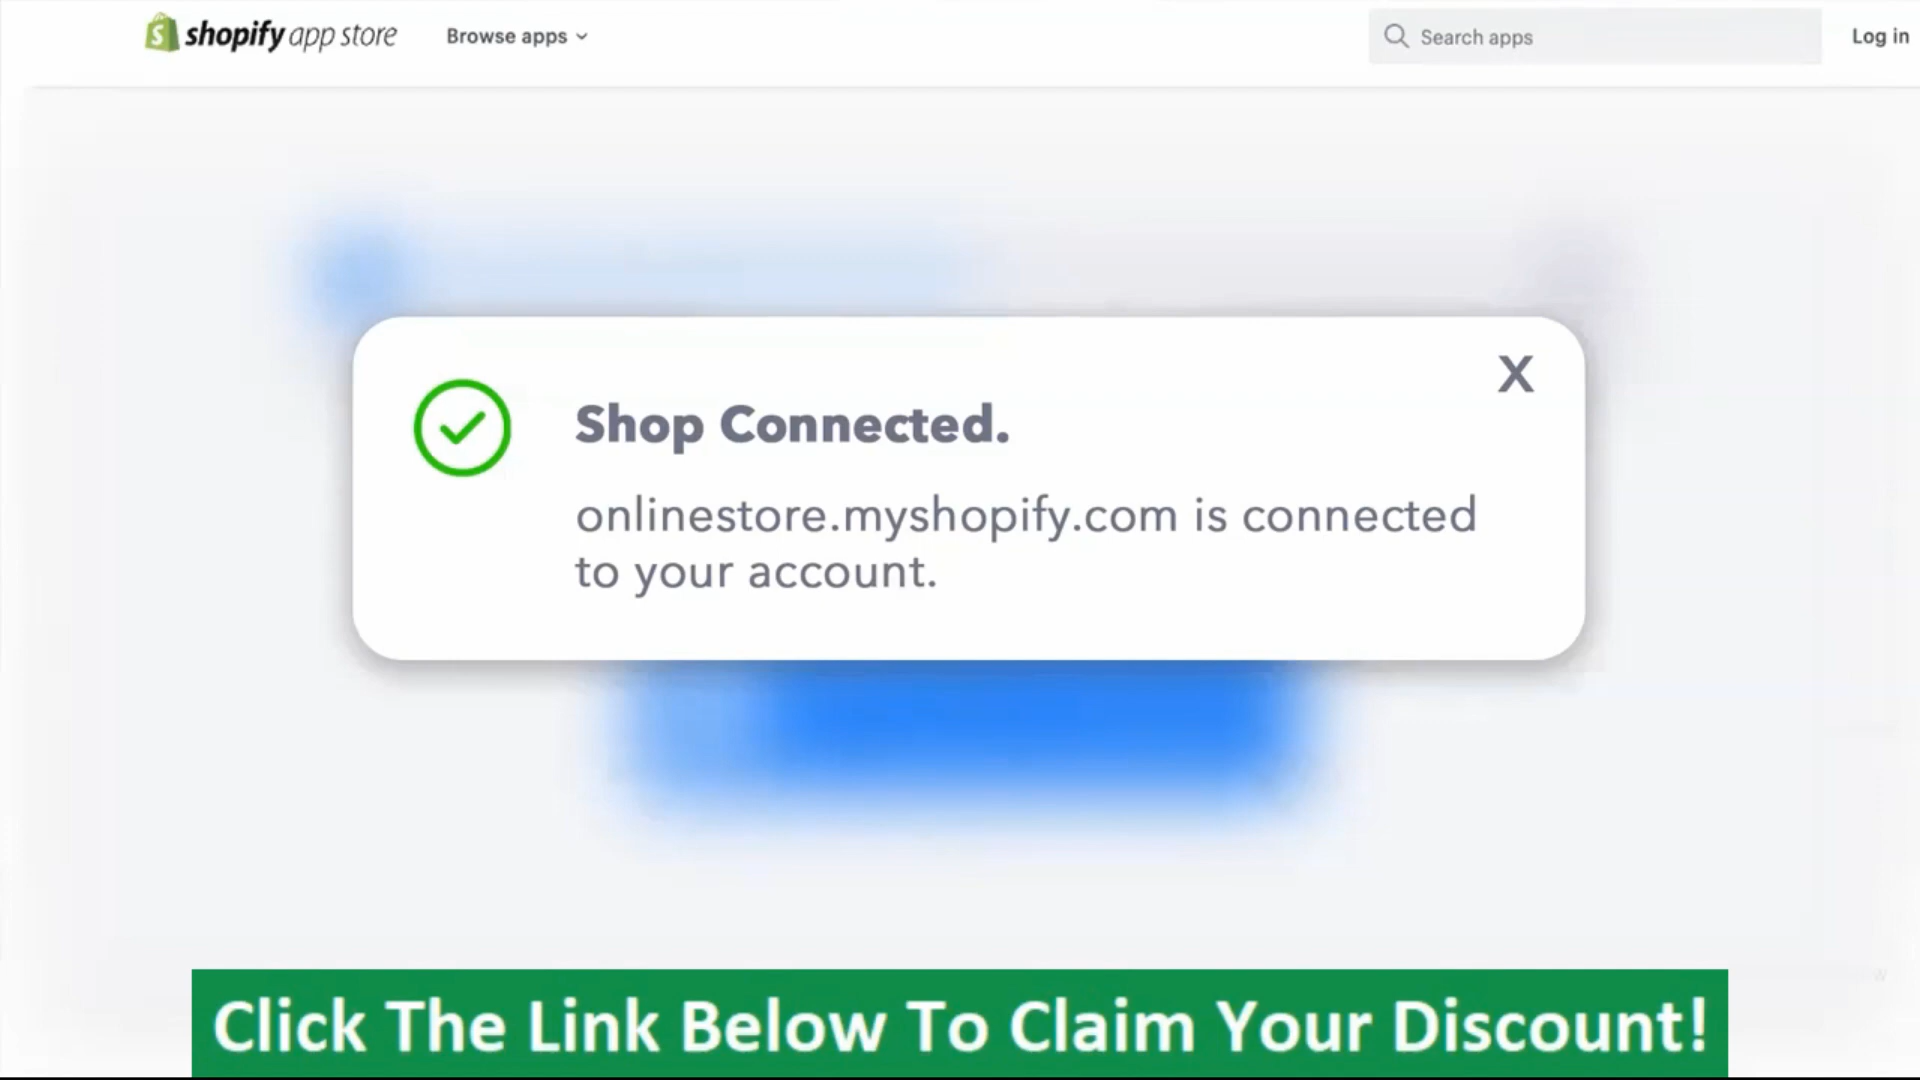 shopify app store
Browse apps
Search apps
Log in
X
Shop Connected.
onlinestore.myshopify.com is connected
to your account.
Click The Link Below To Claim Your Discount!